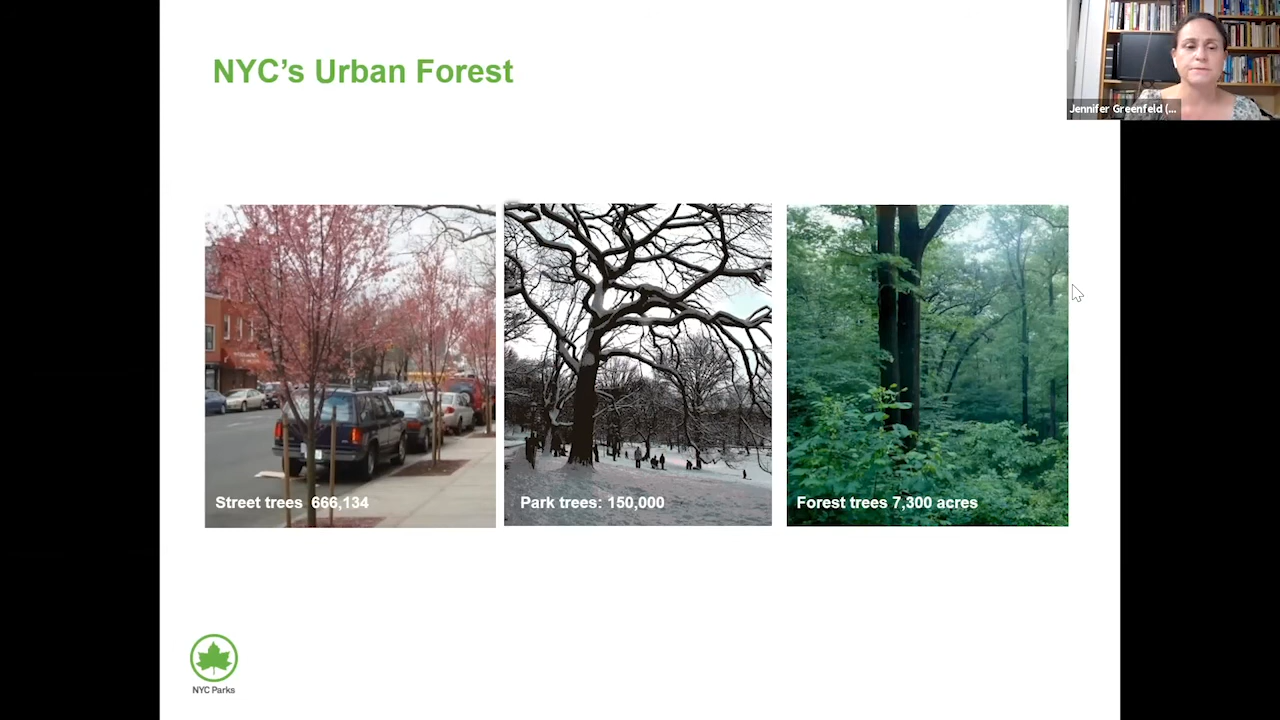 NYC's Urban Forest
Jennifer Greenfeld (...
Street trees 666,134
Park trees: 150,000
Forest trees 7,300 acres
NYC Parks